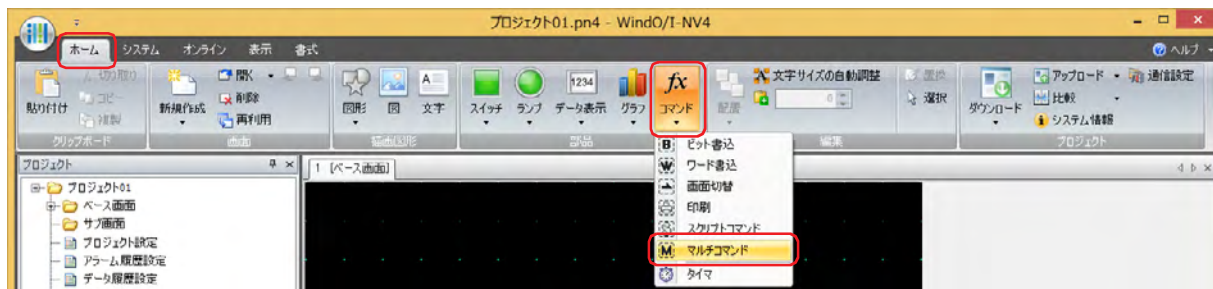 プロジェクト01.pn4 - WindO/I-NV4
ホーム システム オンライン 表示 書式 ヘルプ
貼り付け 切り取り コピー 複製 新規作成 開く 削除 再利用 図形 図 文字 スイッチ ランプ データ表示 グラフ コマンド 配置 文字サイズの自動調整 0 置換 選択 ダウンロード アップロード 比較 システム情報 通信設定
A 1234 fx
クリップボード 画面 描画図形 部品 編集 プロジェクト
プロジェクト
1 [ベース画面]
プロジェクト01
ベース画面
サブ画面
プロジェクト設定
アラーム履歴設定
データ履歴設定
B ビット書込
W ワード書込
画面切替
印刷
スクリプトコマンド
M マルチコマンド
タイマ